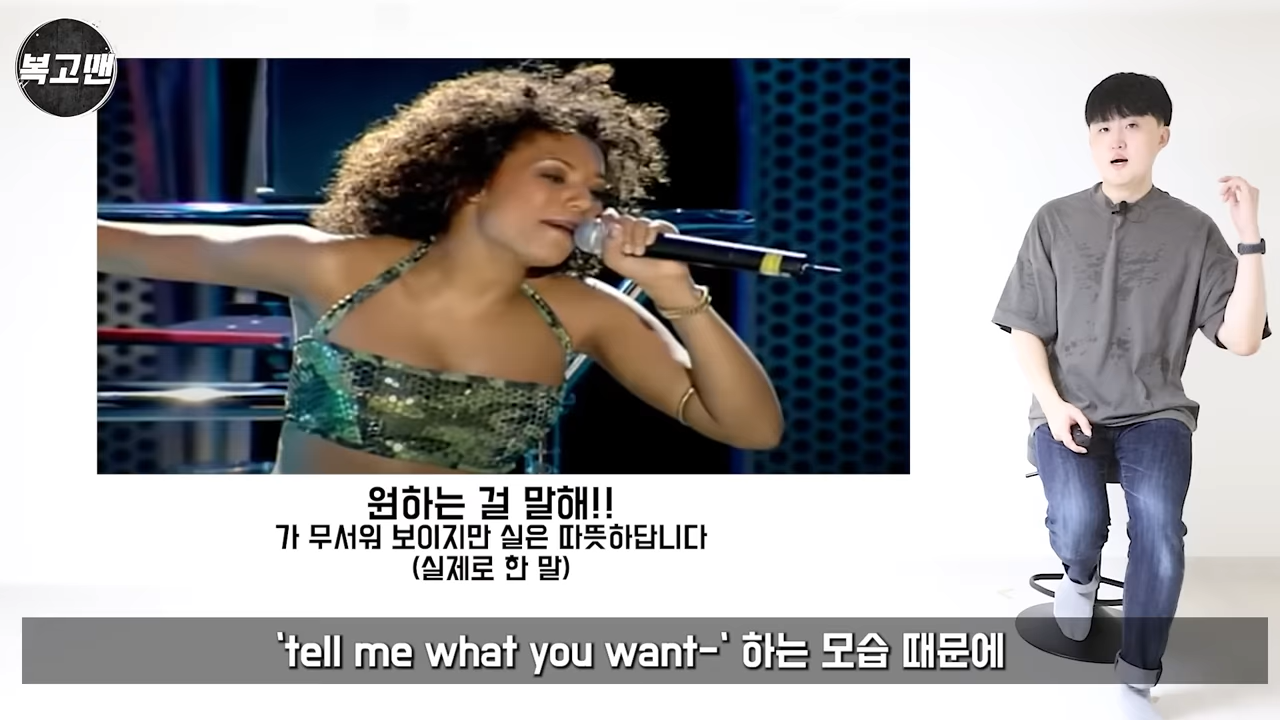 복고맨
원하는 걸 말해!!
가 무서워 보이지만 실은 따뜻하답니다
(실제로 한 말)
'tell me what you want-' 하는 모습 때문에